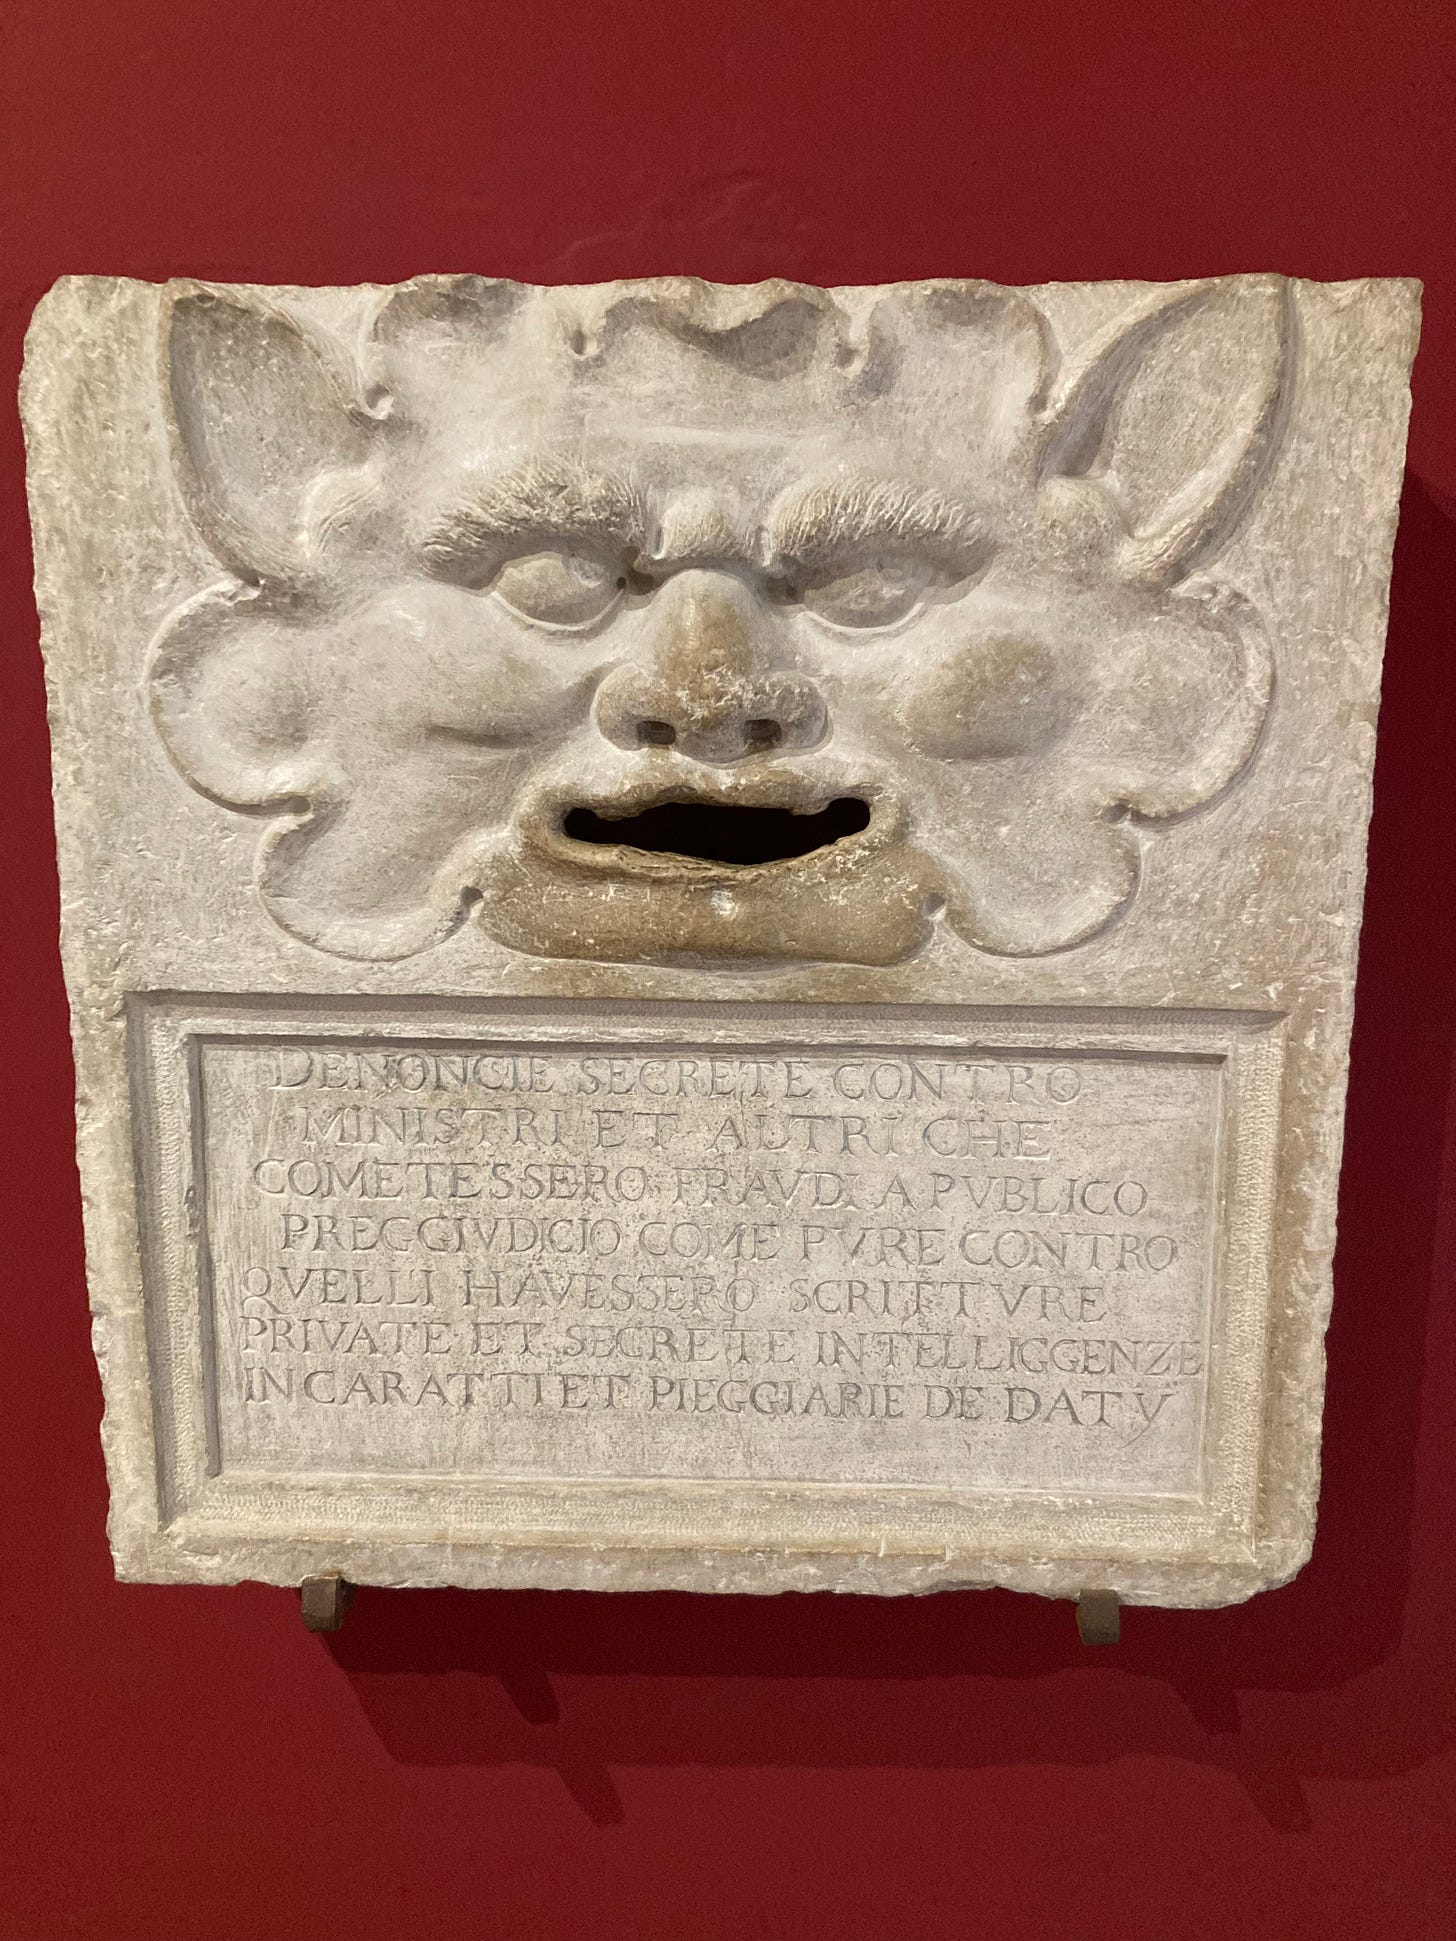 DENONCIE SECRETE CONTRO
MINISTRI ET ALTRI CHE
COMETESSERO FRAVDI A PVBLICO
PREGGIVDICIO COME PVRE CONTRO
QVELLI HAVESSERO SCRITTVRE
PRIVATE ET SECRETE INTELLIGGENZE
IN CARATTI ET PIEGGIARIE DE DATY